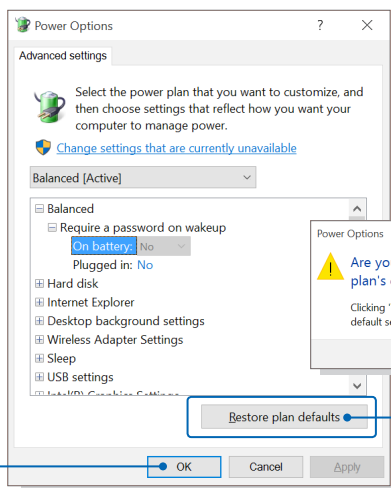 Power Options
Advanced settings
Select the power plan that you want to customize, and
then choose settings that reflect how you want your
computer to manage power.
Change settings that are currently unavailable
Balanced [Active]
Balanced
Require a password on wakeup
On battery: No
Plugged in: No
Hard disk
Internet Explorer
Desktop background settings
Wireless Adapter Settings
Sleep
USB settings
Intel(R) Graphics Settings
Power Options
Are yo
plan's
Clicking '
default s
Restore plan defaults
OK Cancel Apply